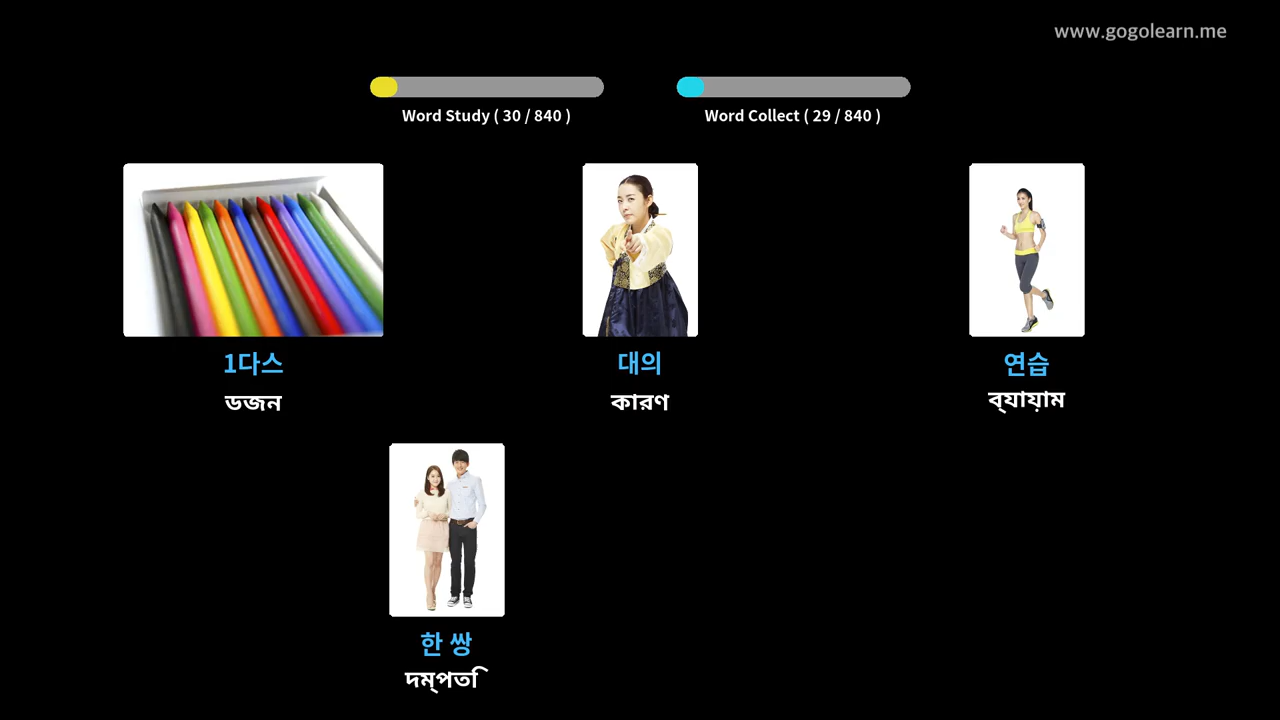 www.gogolearn.me
Word Study ( 30 / 840 )
Word Collect ( 29 / 840 )
1다스
ডজন
대의
কারণ
연습
ব্যায়াম
한 쌍
দম্পতি